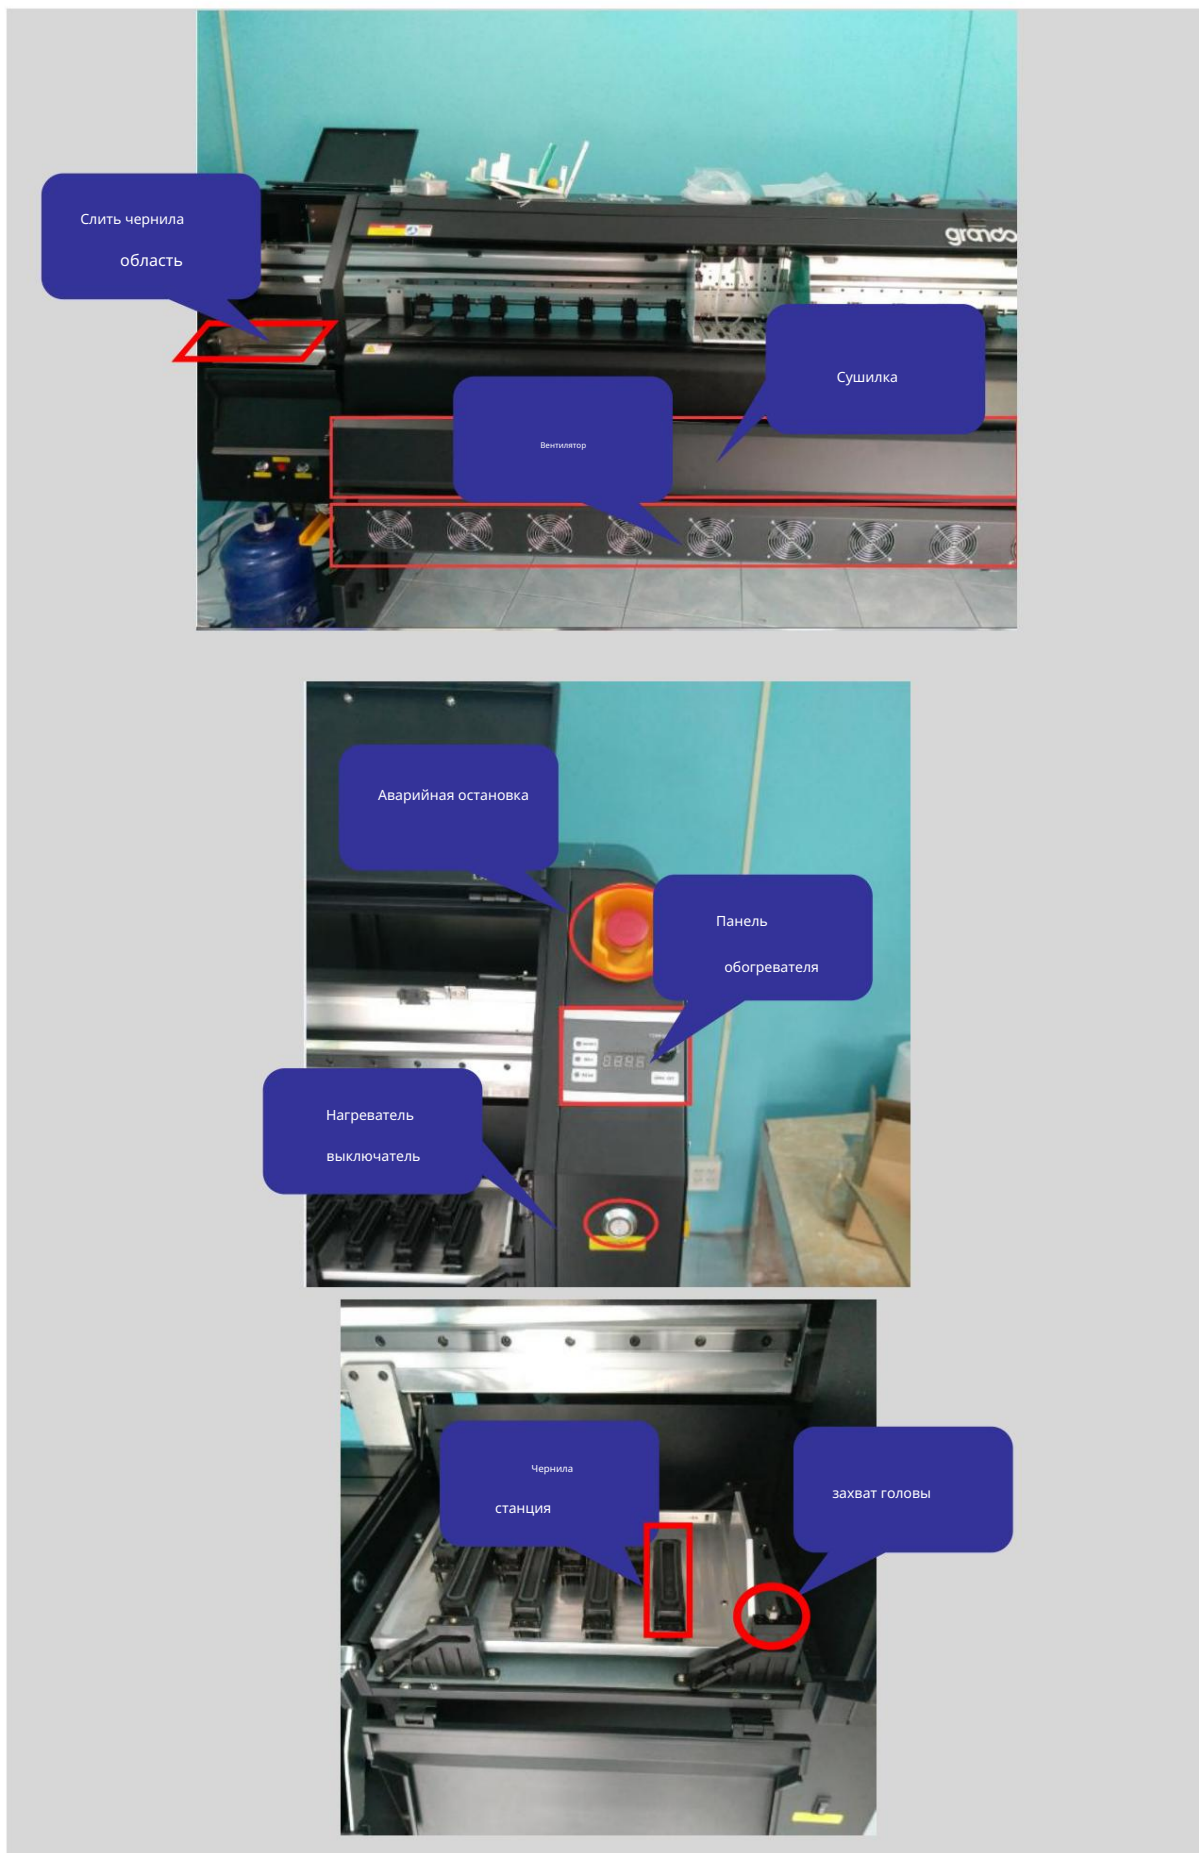 Слить чернила
область
grando
Сушилка
Вентилятор
Аварийная остановка
Панель
обогревателя
Нагреватель
выключатель
Чернила
станция
захват головы